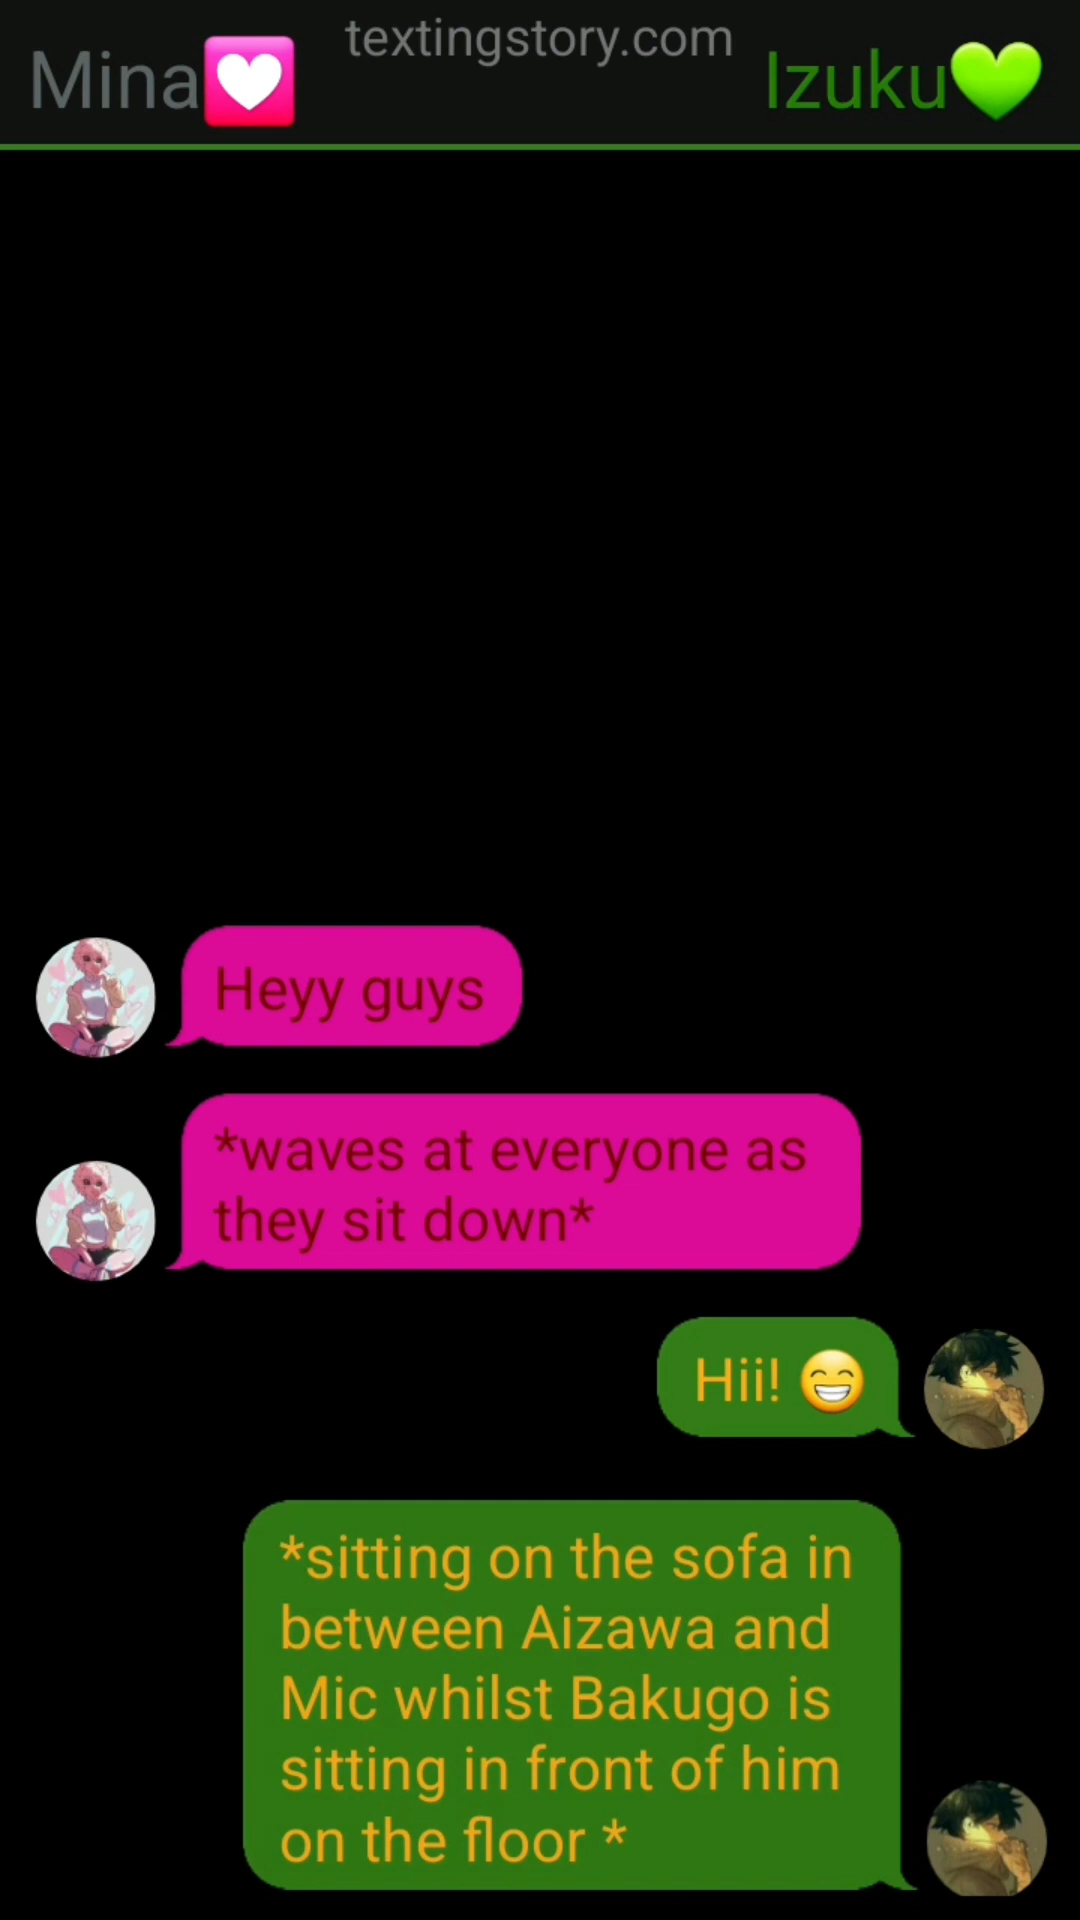 textingstory.com
Mina💟 Izuku💚
Heyy guys
*waves at everyone as
they sit down*
Hii! 😁
*sitting on the sofa in
between Aizawa and
Mic whilst Bakugo is
sitting in front of him
on the floor *